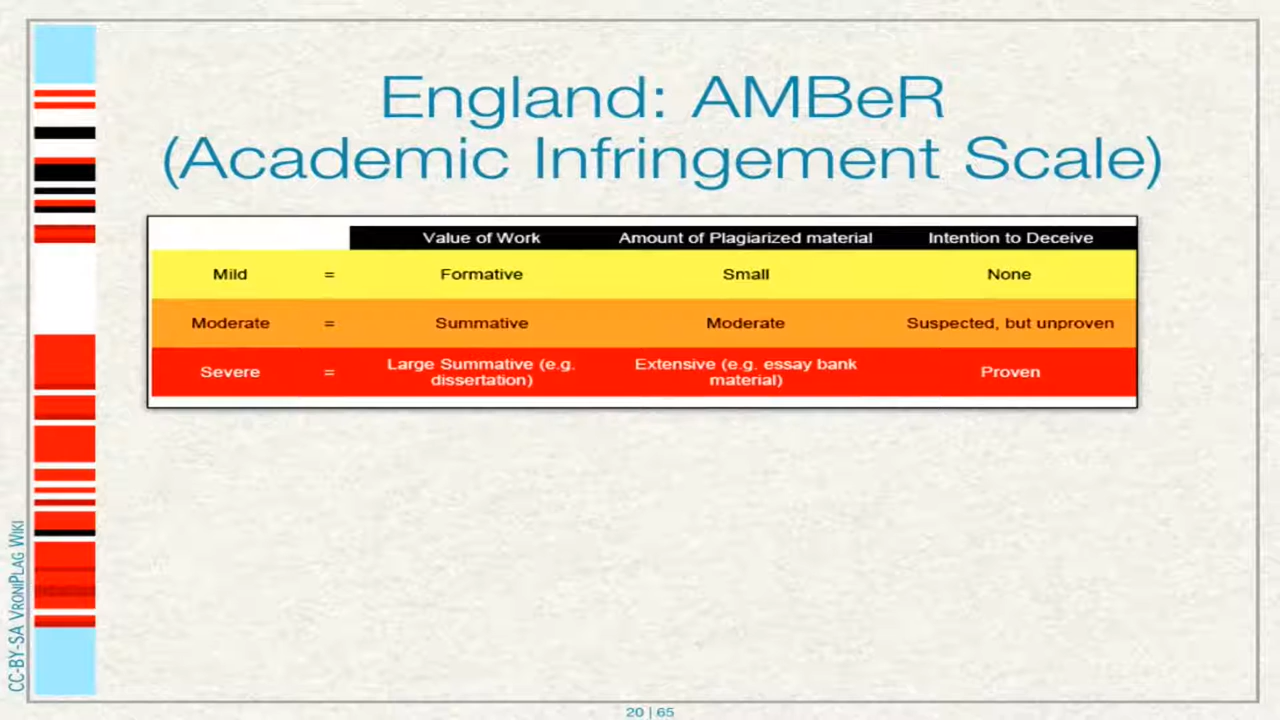 England: AMBeR
(Academic Infringement Scale)
Value of Work Amount of Plagiarized material Intention to Deceive
Mild = Formative Small None
Moderate = Summative Moderate Suspected, but unproven
Severe = Large Summative (e.g. dissertation) Extensive (e.g. essay bank material) Proven
CC-BY-SA VRONIPLAG WIKI
20 | 65